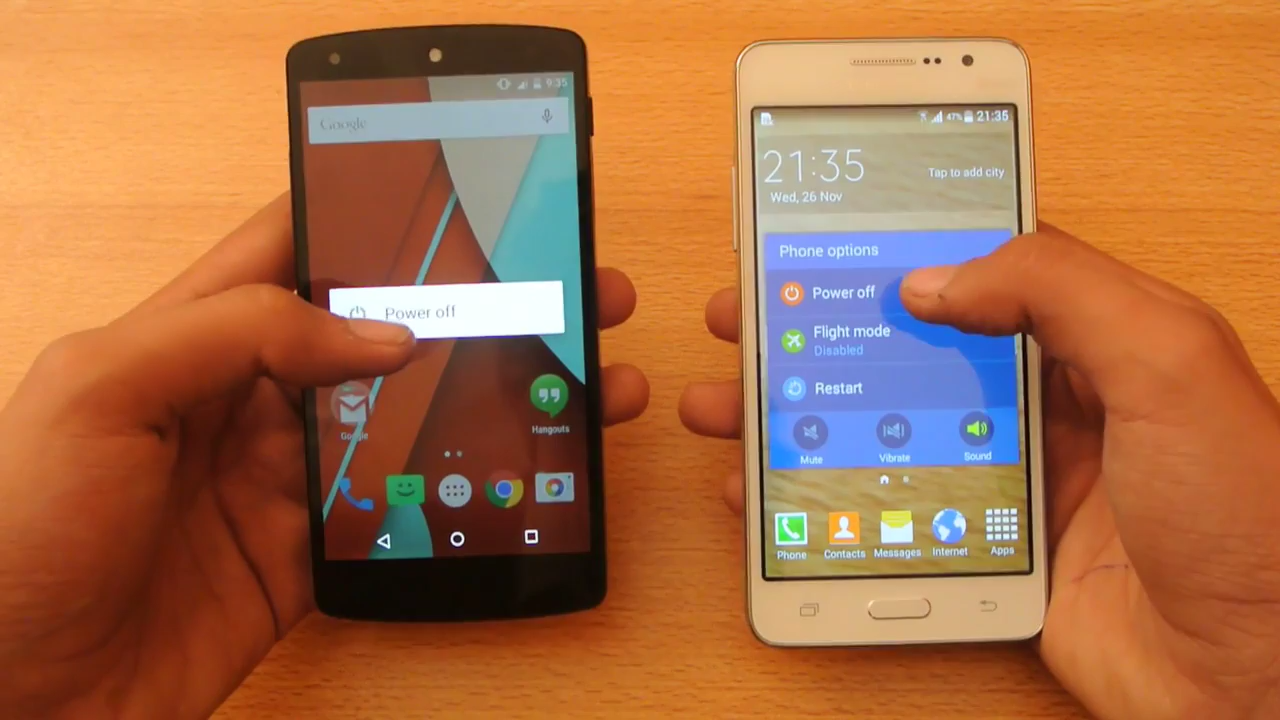 9:35
Google
Power off
Google
Hangouts
47% 21:35
21:35
Wed, 26 Nov
Tap to add city
Phone options
Power off
Flight mode
Disabled
Restart
Mute Vibrate Sound
Phone Contacts Messages Internet Apps